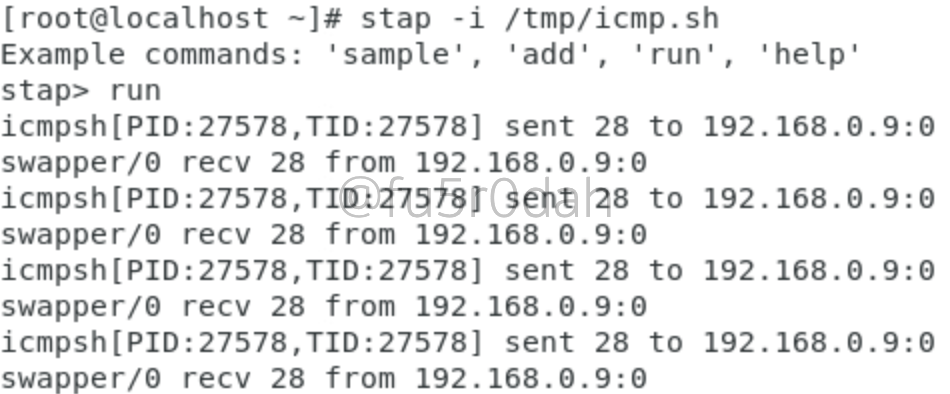 [root@localhost ~]# stap -i /tmp/icmp.sh
Example commands: 'sample', 'add', 'run', 'help'
stap> run
icmpsh[PID:27578,TID:27578] sent 28 to 192.168.0.9:0
swapper/0 recv 28 from 192.168.0.9:0
icmpsh[PID:27578,TID:27578] sent 28 to 192.168.0.9:0
@fu5r0dah
swapper/0 recv 28 from 192.168.0.9:0
icmpsh[PID:27578,TID:27578] sent 28 to 192.168.0.9:0
swapper/0 recv 28 from 192.168.0.9:0
icmpsh[PID:27578,TID:27578] sent 28 to 192.168.0.9:0
swapper/0 recv 28 from 192.168.0.9:0